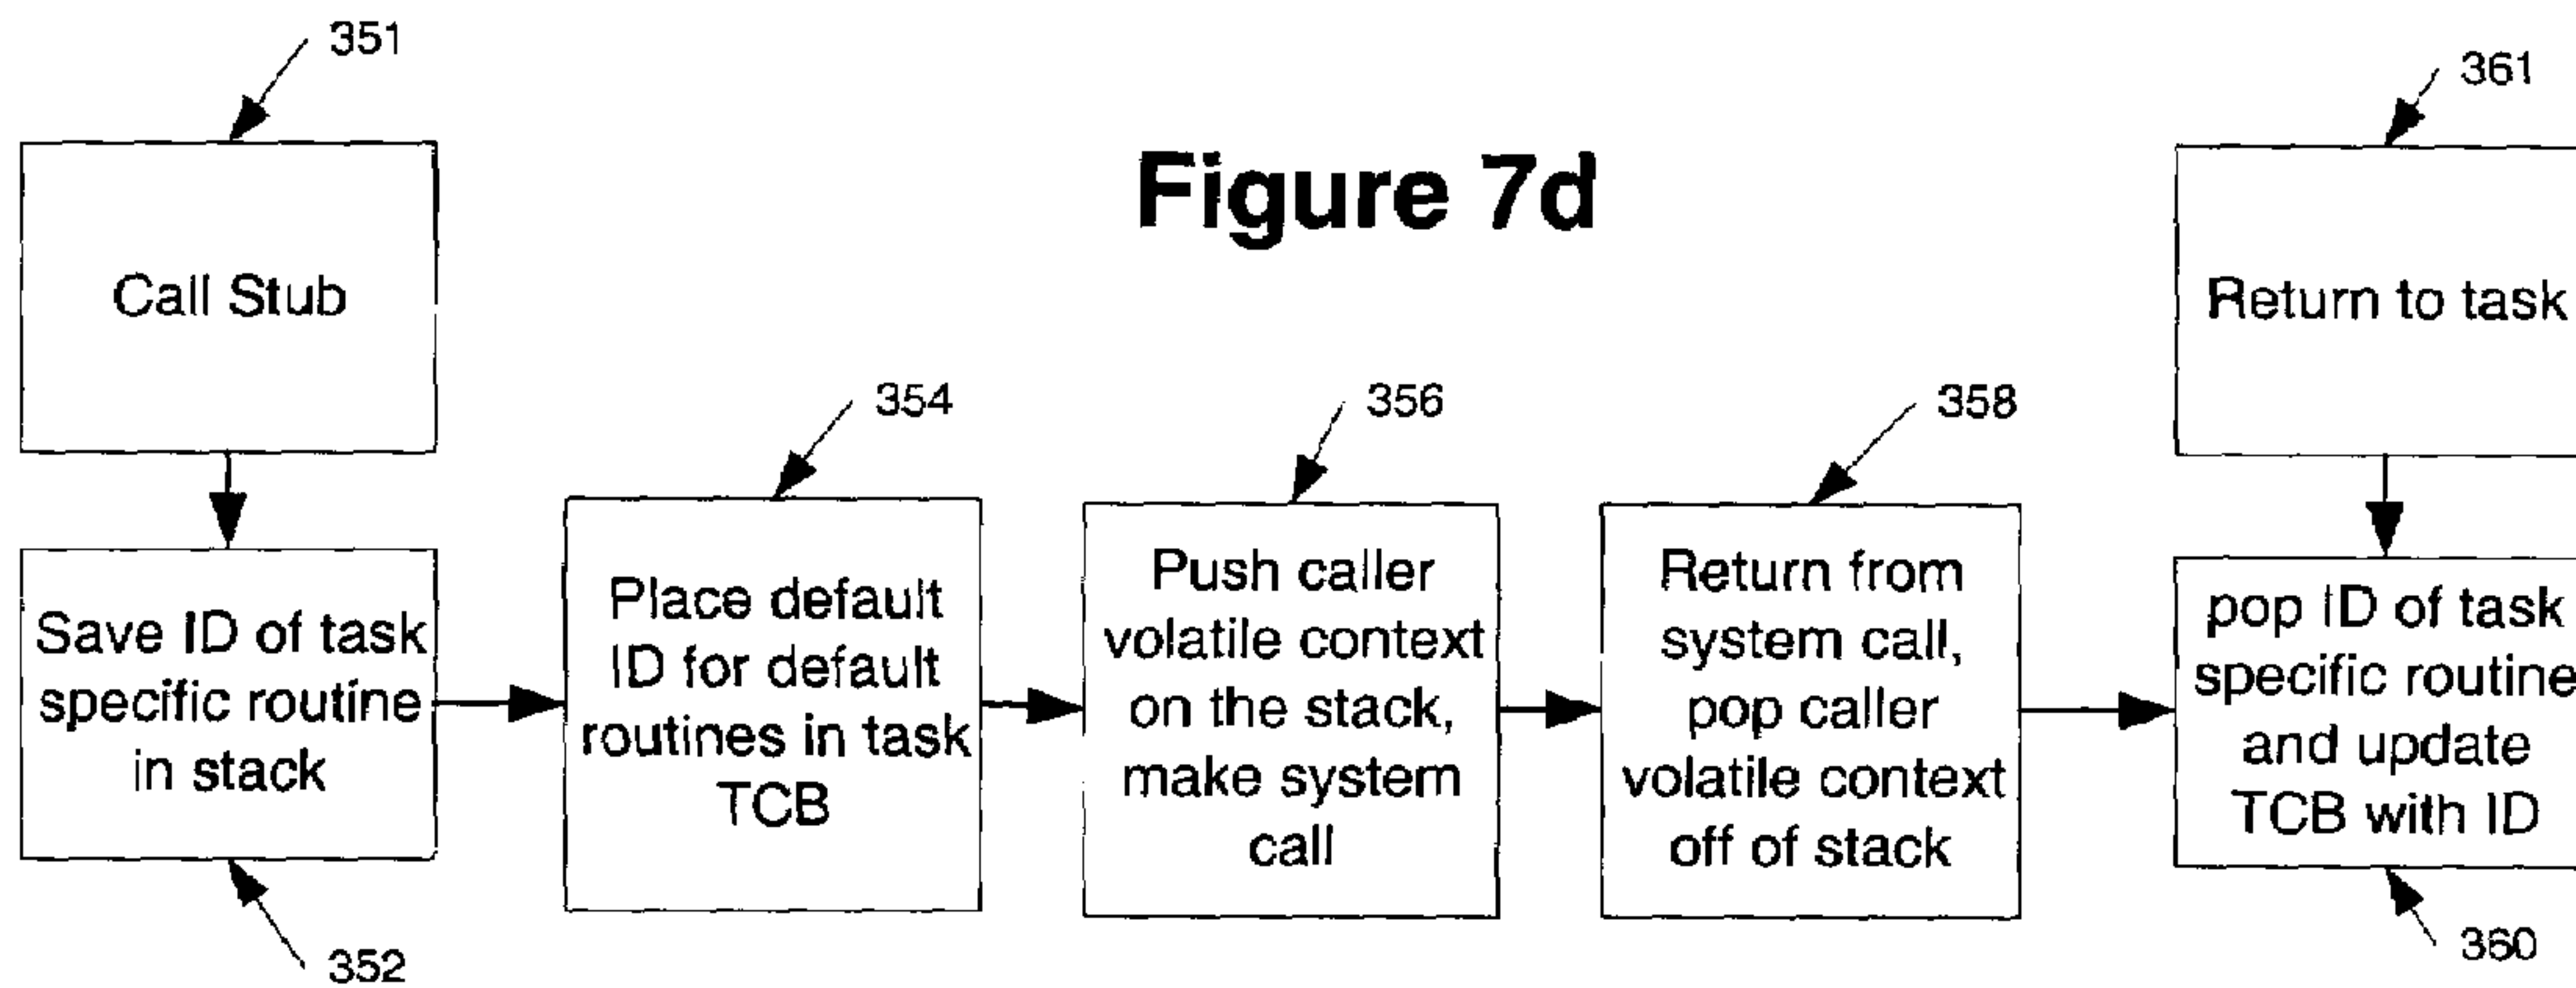 351
361
Figure 7d
Call Stub
Return to task
354
356
358
Save ID of task
specific routine
in stack
Place default
ID for default
routines in task
TCB
Push caller
volatile context
on the stack,
make system
call
Return from
system call,
pop caller
volatile context
off of stack
pop ID of task
specific routine
and update
TCB with ID
352
360